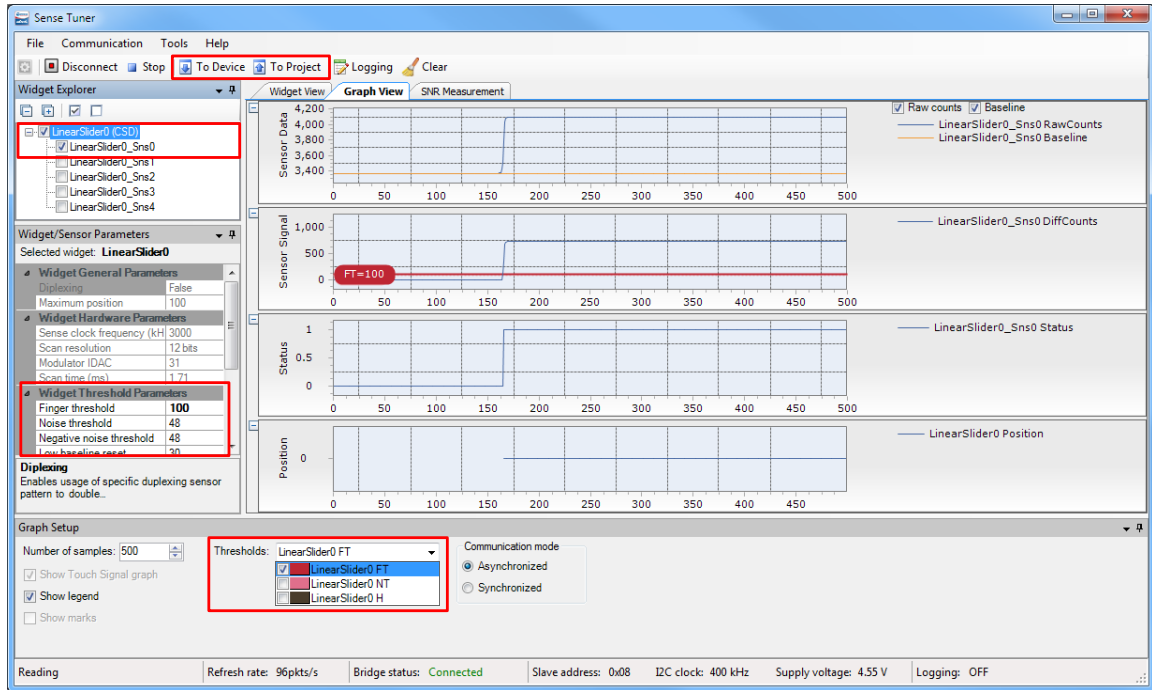 Sense Tuner
File Communication Tools Help
Disconnect Stop To Device To Project Logging Clear
Widget Explorer
LinearSlider0 (CSD)
LinearSlider0_Sns0
LinearSlider0_Sns1
LinearSlider0_Sns2
LinearSlider0_Sns3
LinearSlider0_Sns4
Widget/Sensor Parameters
Selected widget: LinearSlider0
Widget General Parameters
Diplexing False
Maximum position 100
Widget Hardware Parameters
Sense clock frequency (kH 3000
Scan resolution 12 bits
Modulator IDAC 31
Scan time (ms) 1.71
Widget Threshold Parameters
Finger threshold 100
Noise threshold 48
Negative noise threshold 48
Low baseline reset 30
Diplexing
Enables usage of specific duplexing sensor
pattern to double..
Widget View Graph View SNR Measurement
Sensor Data
4,200
4,000
3,800
3,600
3,400
0 50 100 150 200 250 300 350 400 450 500
Raw counts Baseline
LinearSlider0_Sns0 RawCounts
LinearSlider0_Sns0 Baseline
Sensor Signal
1,000
500
0
FT=100
0 50 100 150 200 250 300 350 400 450 500
LinearSlider0_Sns0 DiffCounts
Status
1
0.5
0
0 50 100 150 200 250 300 350 400 450 500
LinearSlider0_Sns0 Status
Position
0
0 50 100 150 200 250 300 350 400 450
LinearSlider0 Position
Graph Setup
Number of samples: 500
Show Touch Signal graph
Show legend
Show marks
Thresholds: LinearSlider0 FT
LinearSlider0 FT
LinearSlider0 NT
LinearSlider0 H
Communication mode
Asynchronized
Synchronized
Reading Refresh rate: 96pkts/s Bridge status: Connected Slave address: 0x08 I2C clock: 400 kHz Supply voltage: 4.55 V Logging: OFF